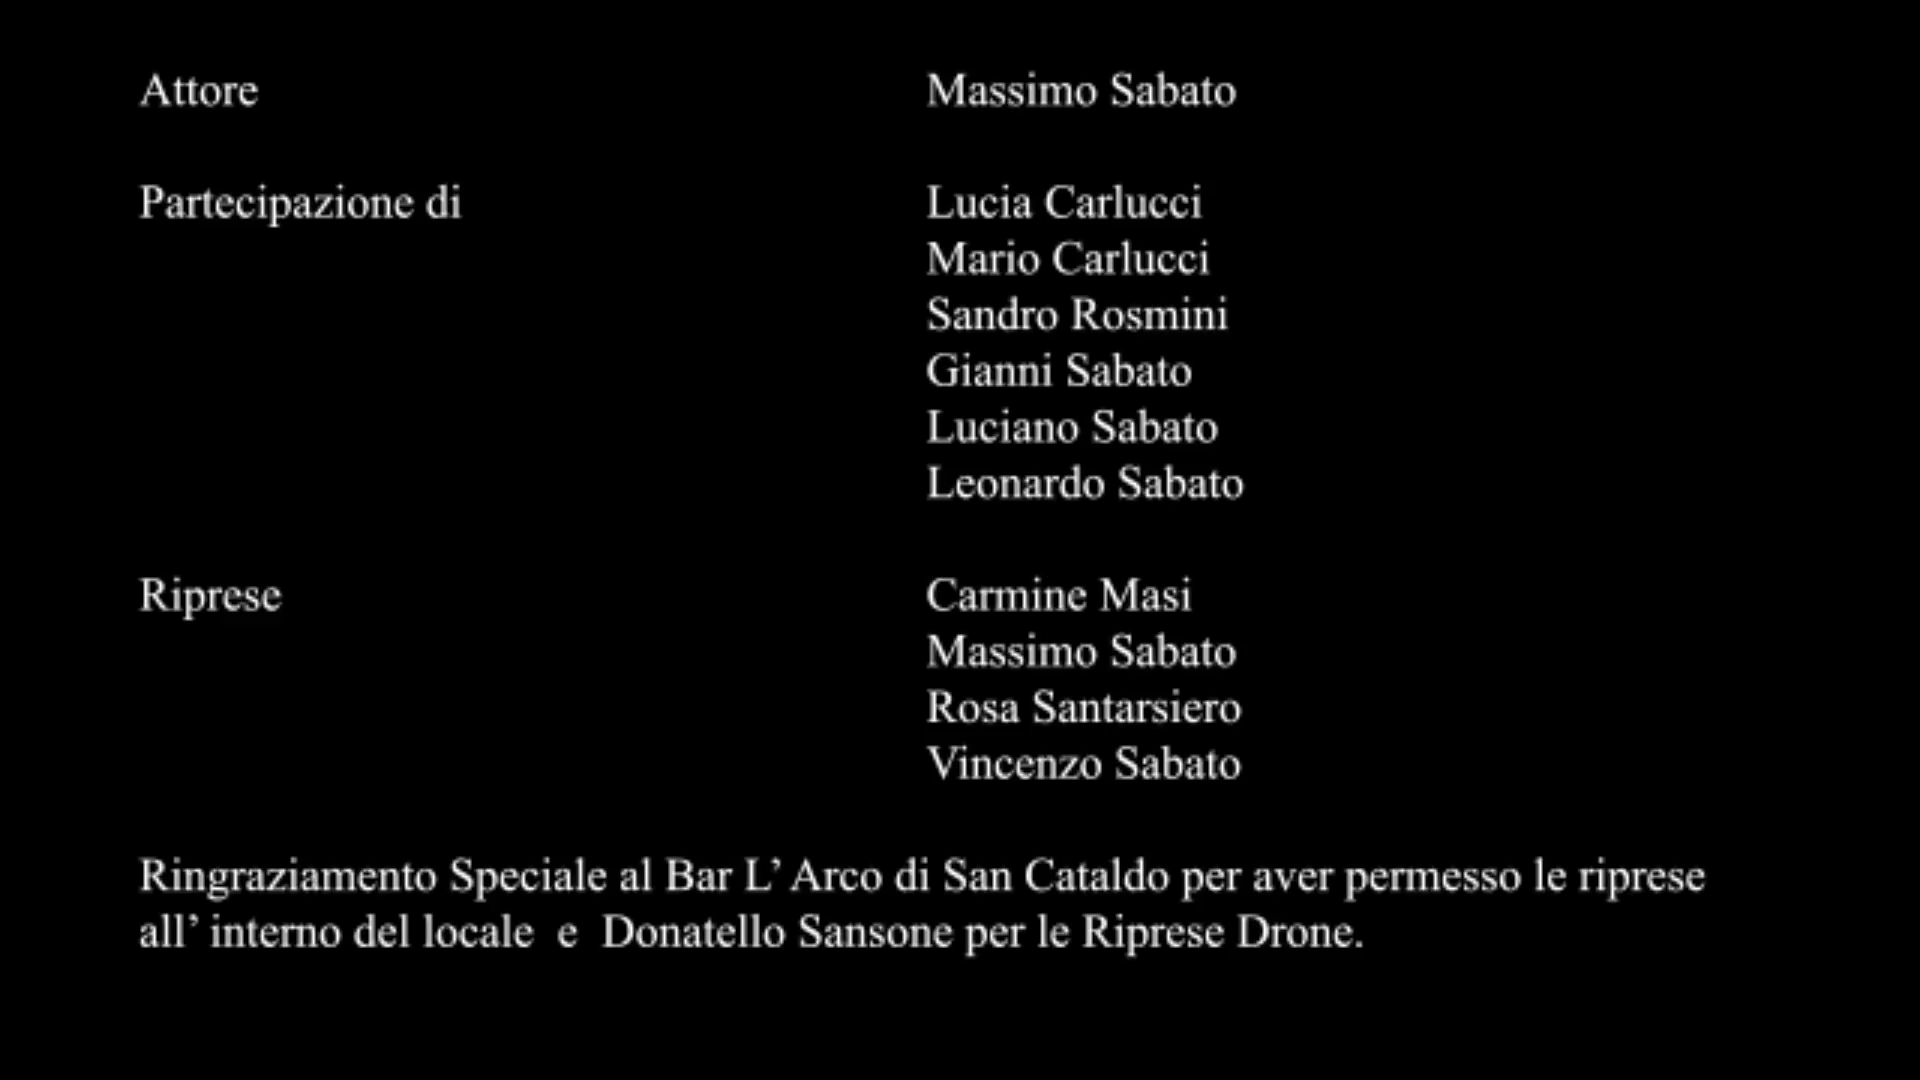 Attore Massimo Sabato
Partecipazione di Lucia Carlucci
Mario Carlucci
Sandro Rosmini
Gianni Sabato
Luciano Sabato
Leonardo Sabato
Riprese Carmine Masi
Massimo Sabato
Rosa Santarsiero
Vincenzo Sabato
Ringraziamento Speciale al Bar L’ Arco di San Cataldo per aver permesso le riprese
all’ interno del locale e Donatello Sansone per le Riprese Drone.